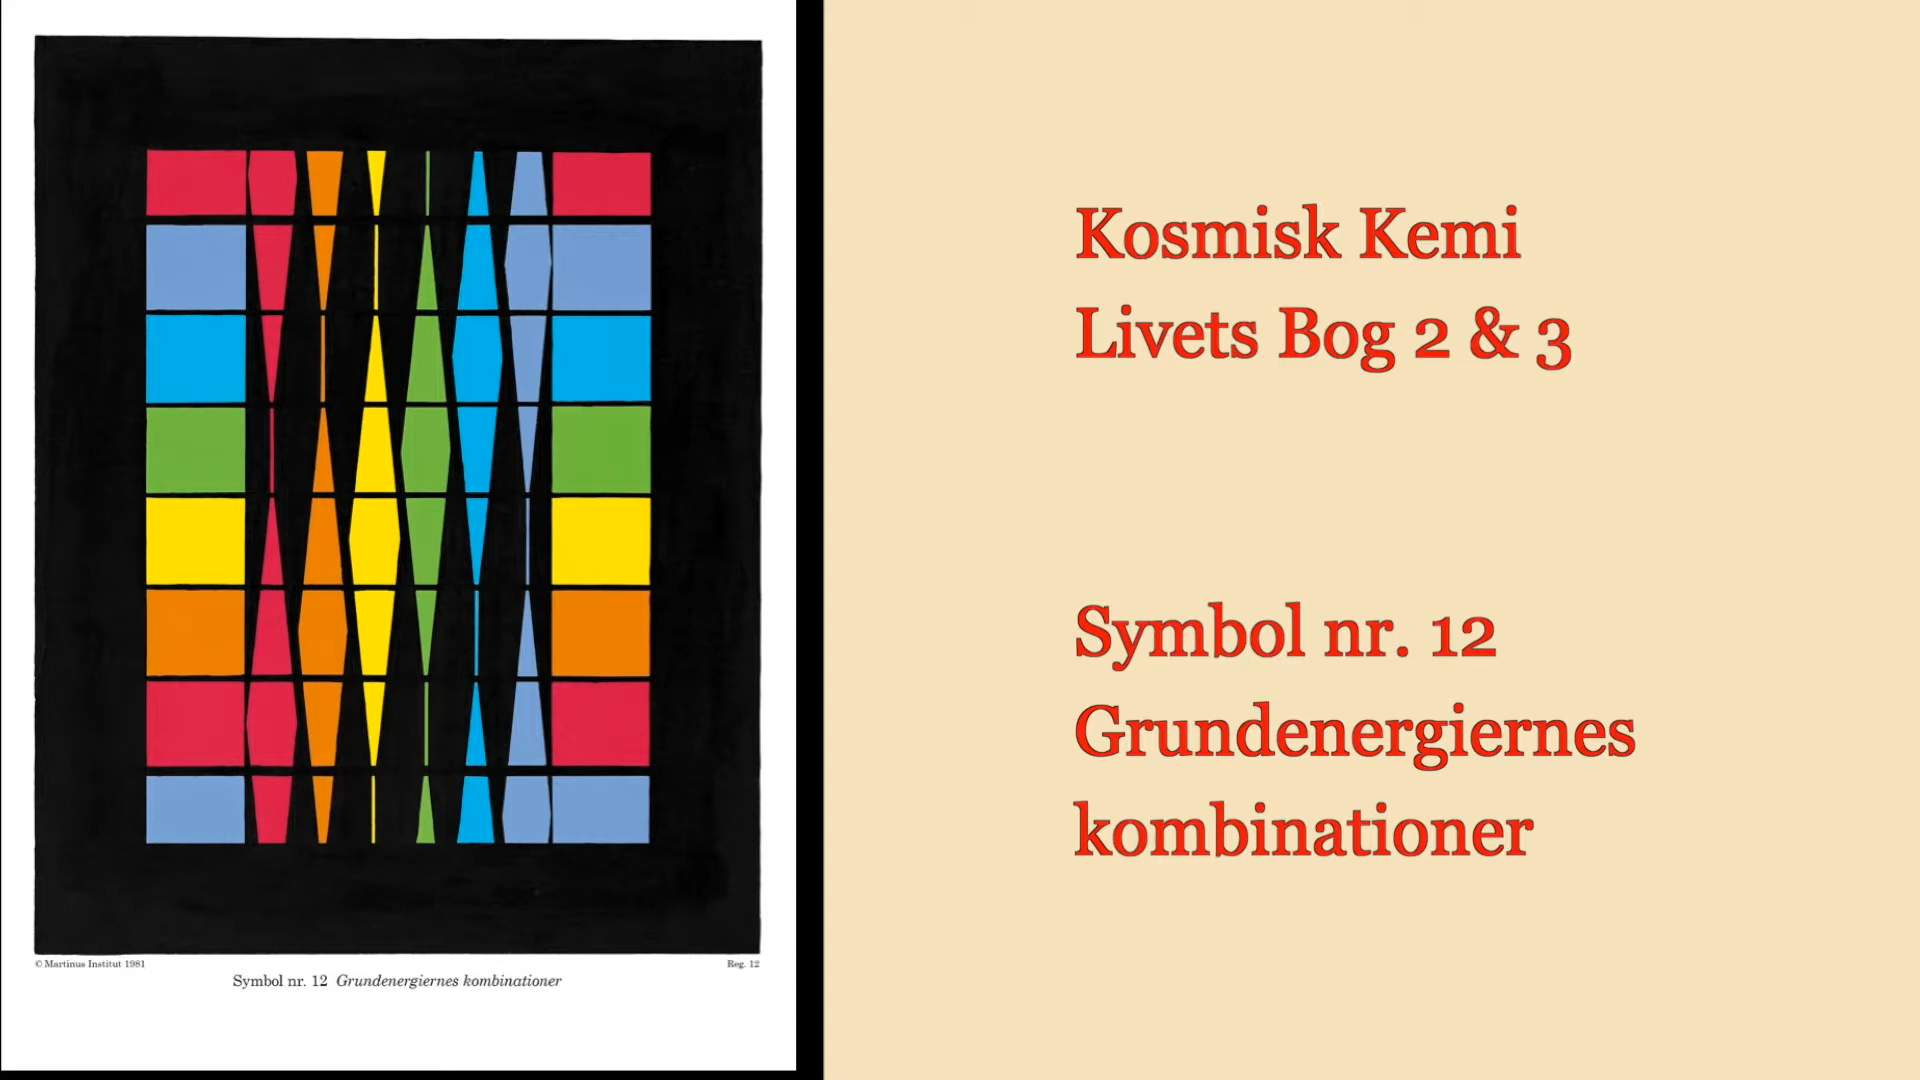 © Martinus Institut 1981
Reg. 12
Symbol nr. 12 Grundenergiernes kombinationer
Kosmisk Kemi
Livets Bog 2 & 3
Symbol nr. 12
Grundenergiernes
kombinationer